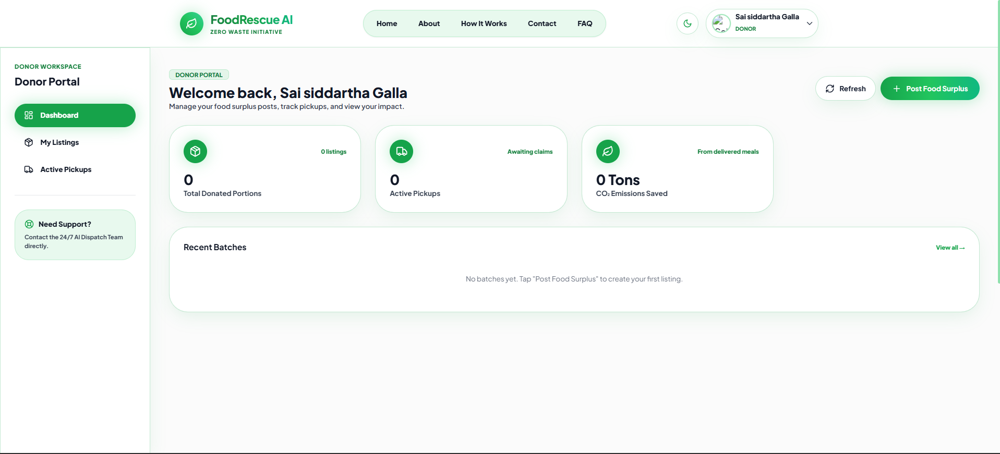 FoodRescue AI
ZERO WASTE INITIATIVE
Home
About
How It Works
Contact
FAQ
Sai siddartha Galla
DONOR
DONOR WORKSPACE
Donor Portal
Dashboard
My Listings
Active Pickups
Need Support?
Contact the 24/7 AI Dispatch Team
directly.
DONOR PORTAL
Welcome back, Sai siddartha Galla
Manage your food surplus posts, track pickups, and view your impact.
Refresh
Post Food Surplus
0 listings
0
Total Donated Portions
Awaiting claims
0
Active Pickups
From delivered meals
0 Tons
CO₂ Emissions Saved
Recent Batches
View all →
No batches yet. Tap "Post Food Surplus" to create your first listing.